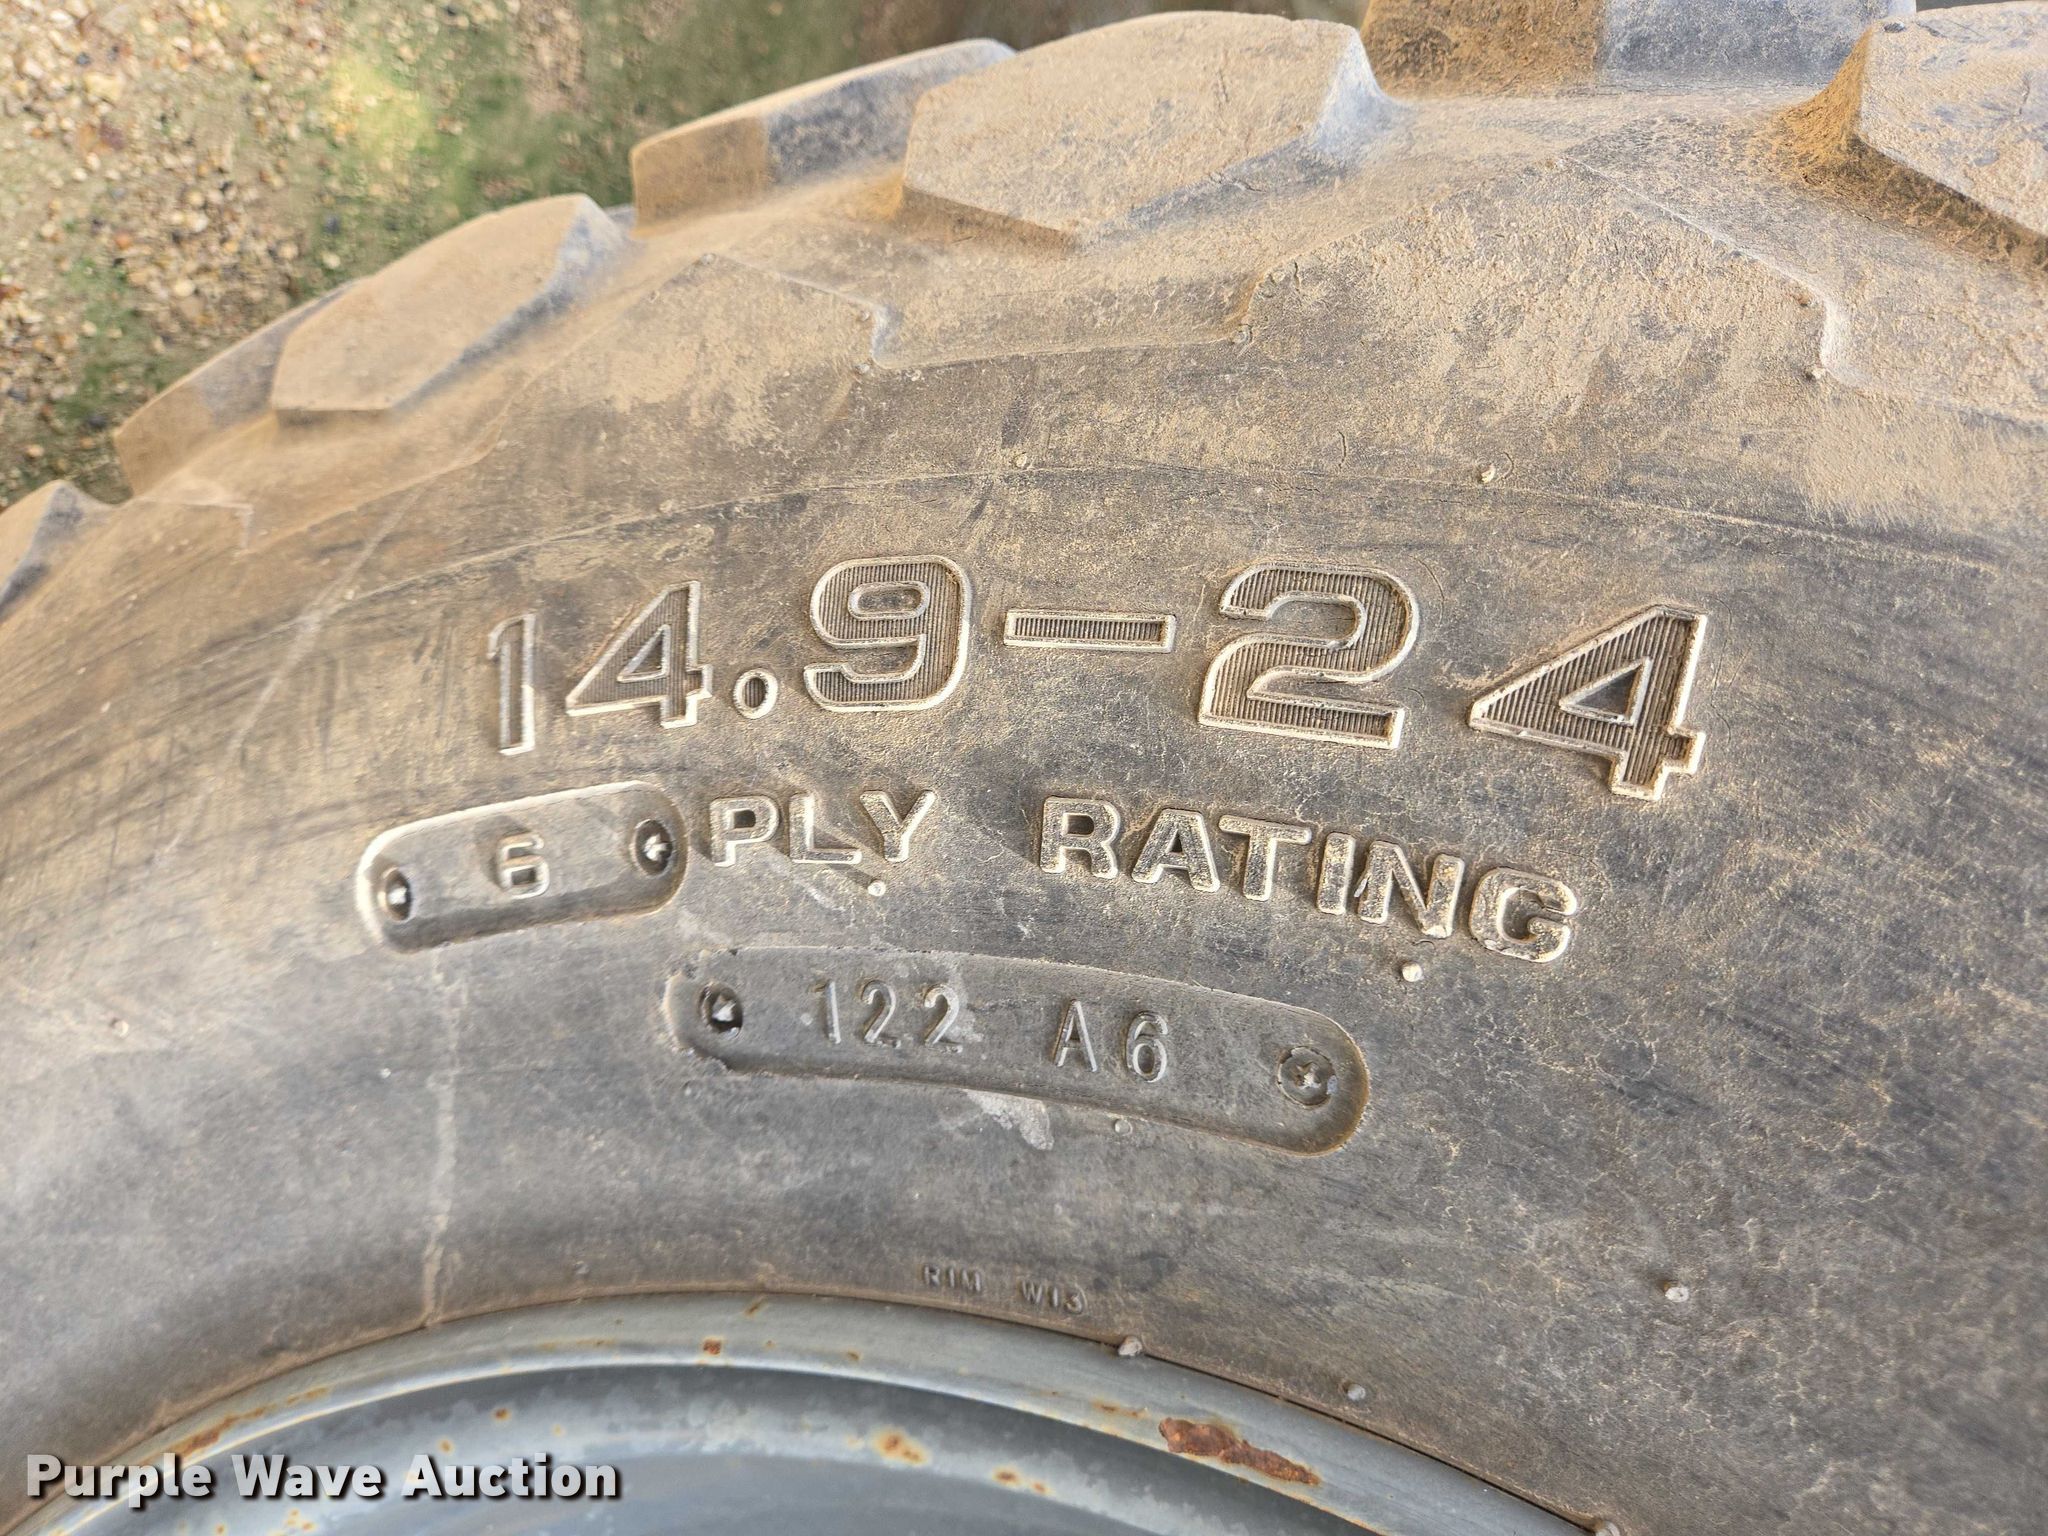 14.9-24
6 PLY RATING
122 A6
RIM W13
Purple Wave Auction